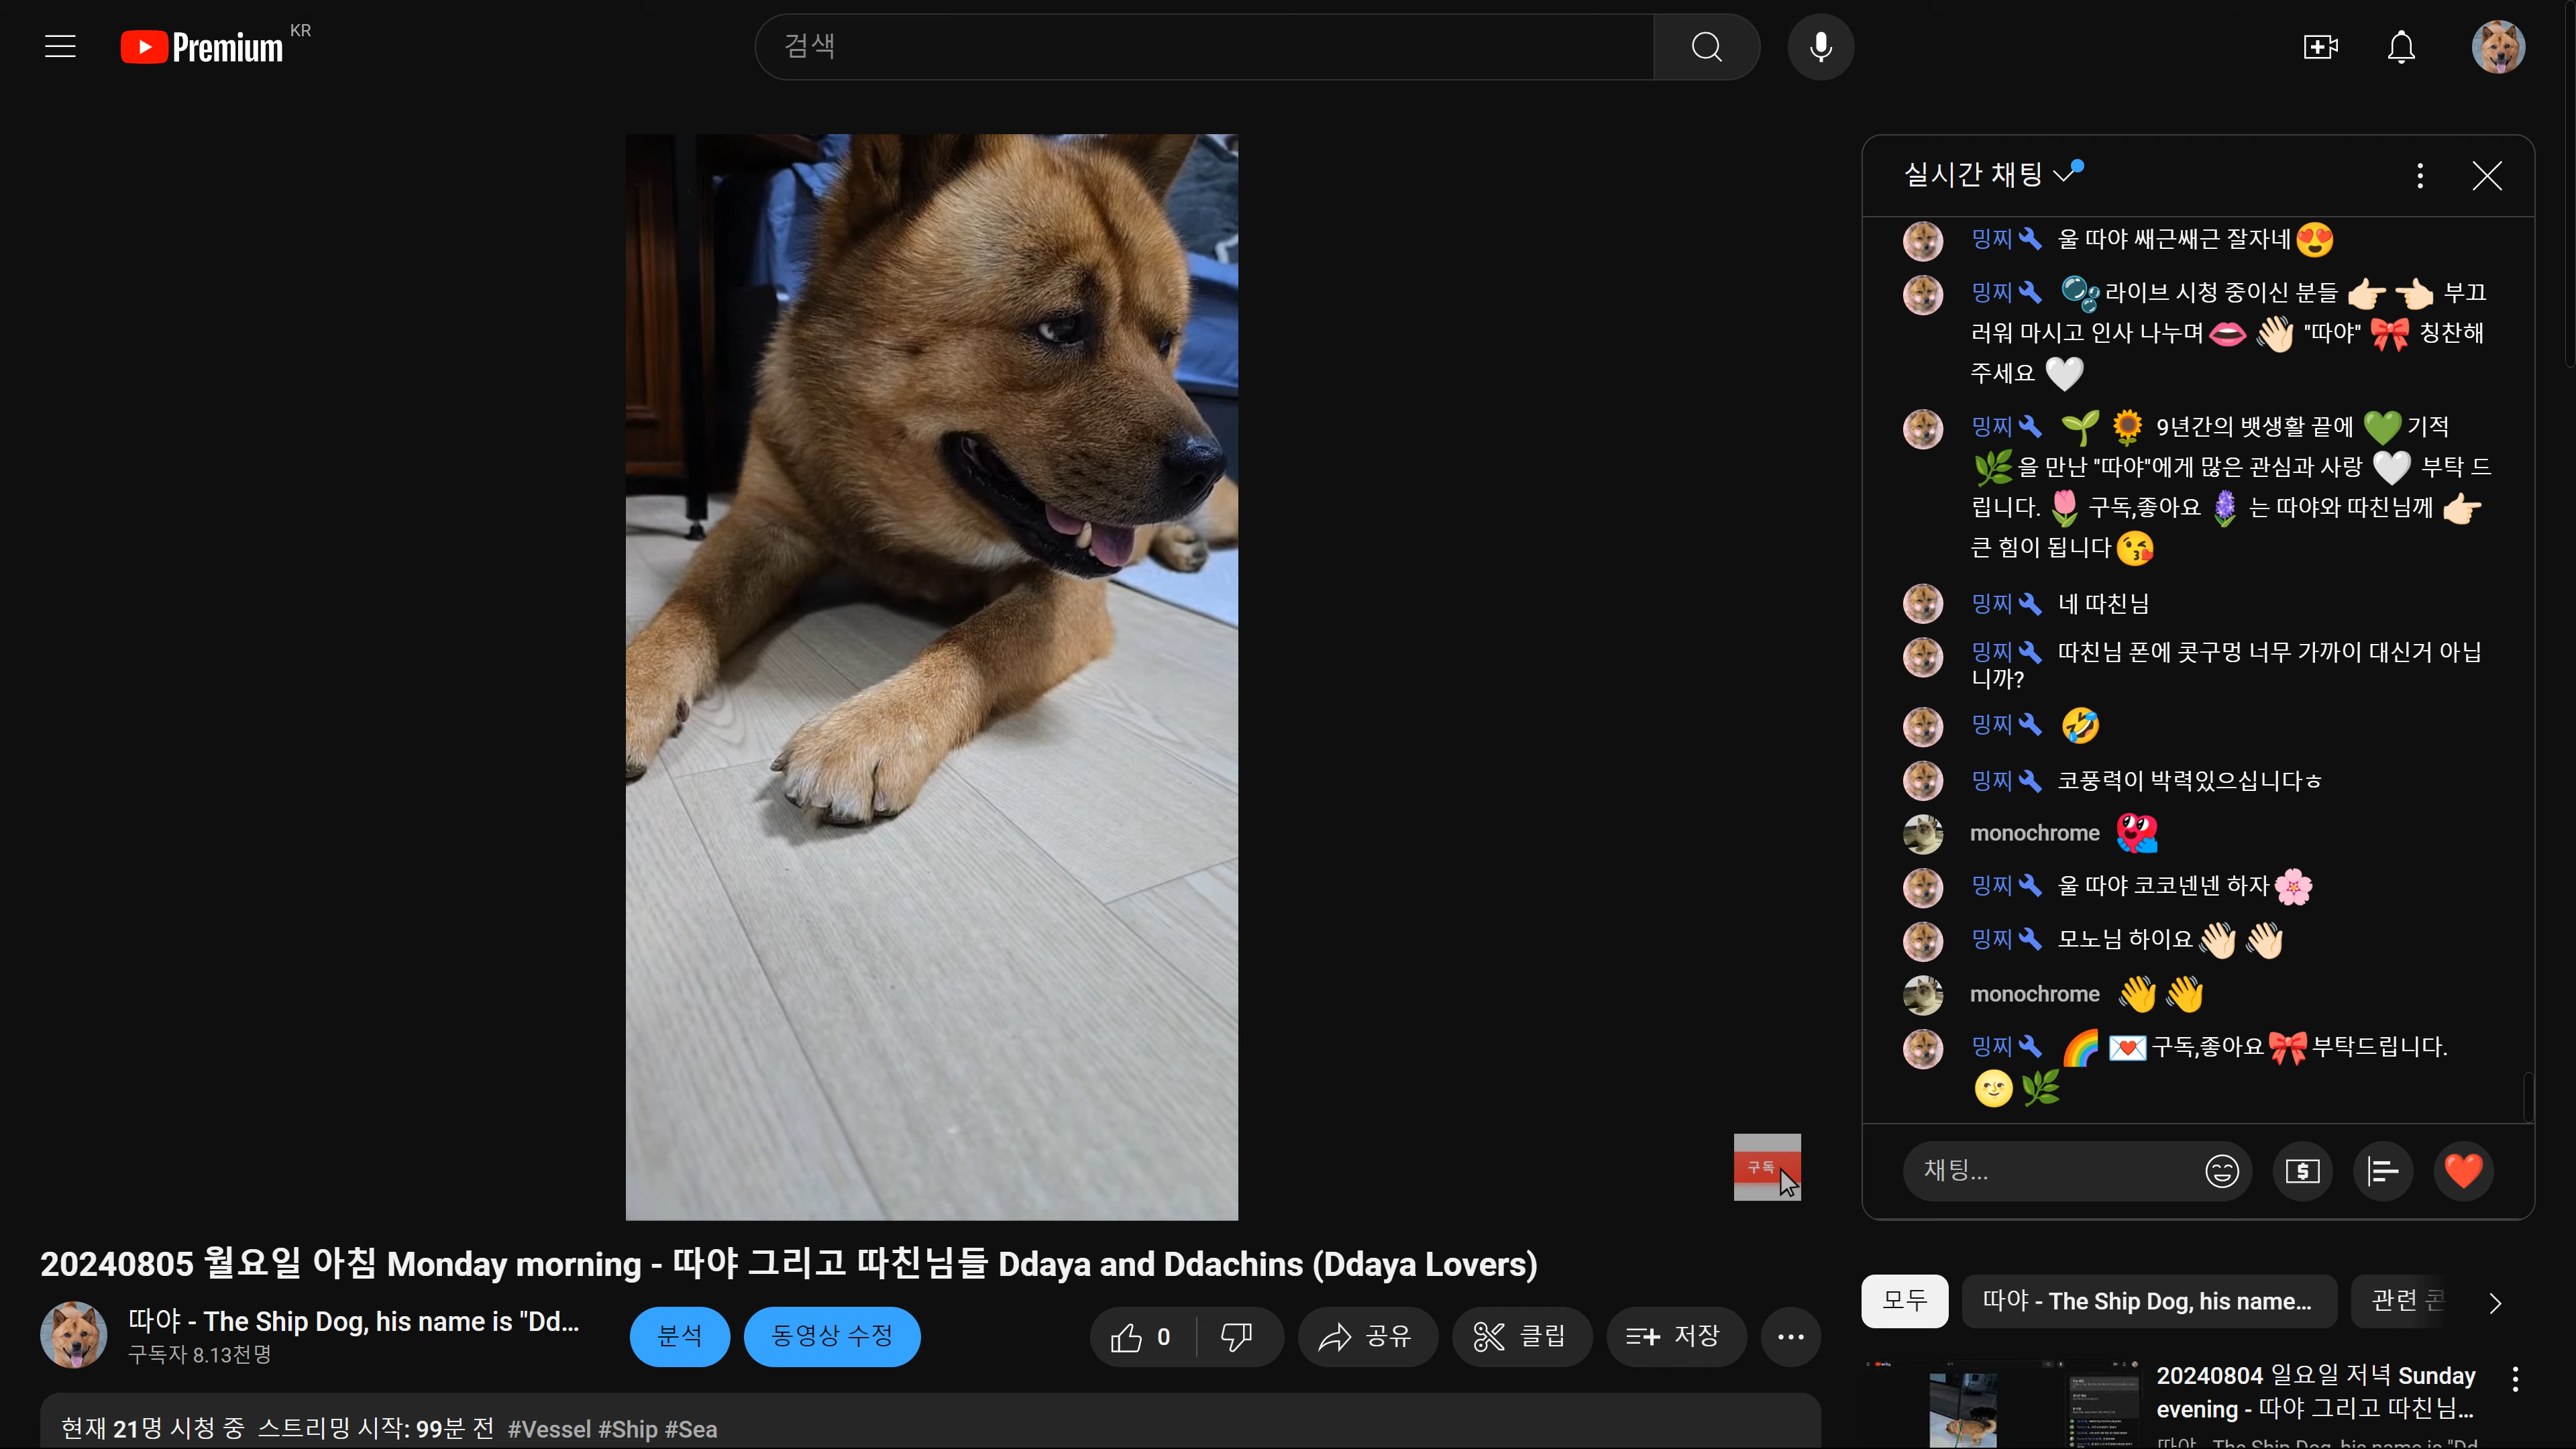 Premium KR
검색
실시간 채팅
밍찌 울 따야 쌔근쌔근 잘자네😍
밍찌 🫧라이브 시청 중이신 분들 👉🏻👈🏻 부끄
러워 마시고 인사 나누며👄 👋🏻 "따야" 🎀 칭찬해
주세요 🤍
밍찌 🌱 🌻 9년간의 뱃생활 끝에 💚기적
🌿을 만난 "따야"에게 많은 관심과 사랑 🤍 부탁 드
립니다. 🌷 구독,좋아요 🪻 는 따야와 따친님께 👉🏻
큰 힘이 됩니다😘
밍찌 네 따친님
밍찌 따친님 폰에 콧구멍 너무 가까이 대신거 아닙
니까?
밍찌 🤣
밍찌 코풍력이 박력있으십니다ㅎ
monochrome
밍찌 울 따야 코코넨넨 하자🌸
밍찌 모노님 하이요👋🏻👋🏻
monochrome 👋👋
밍찌 🌈 💌구독,좋아요🎀부탁드립니다.
🌝🌿
채팅...
구독
20240805 월요일 아침 Monday morning - 따야 그리고 따친님들 Ddaya and Ddachins (Ddaya Lovers)
따야 - The Ship Dog, his name is "Dd...
구독자 8.13천명
분석 동영상 수정 0 공유 클립 저장
현재 21명 시청 중 스트리밍 시작: 99분 전 #Vessel #Ship #Sea
모두 따야 - The Ship Dog, his name... 관련
20240804 일요일 저녁 Sunday
evening - 따야 그리고 따친님...